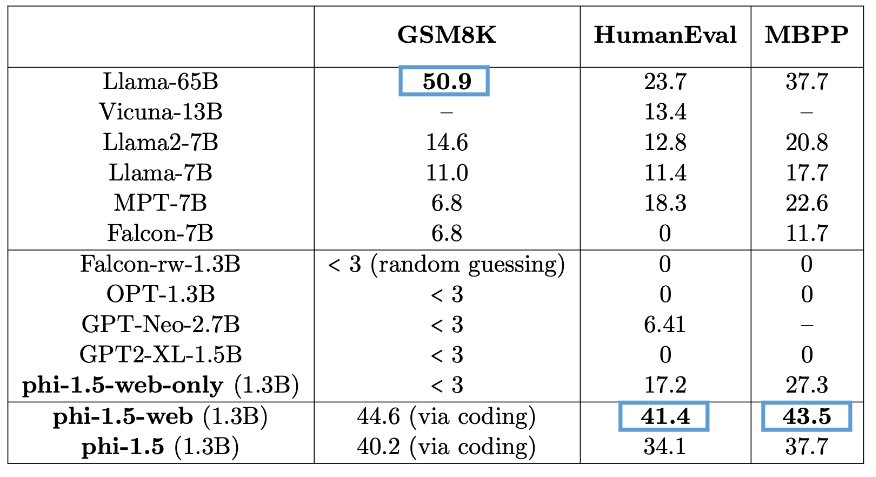 GSM8K HumanEval MBPP
Llama-65B 50.9 23.7 37.7
Vicuna-13B – 13.4 –
Llama2-7B 14.6 12.8 20.8
Llama-7B 11.0 11.4 17.7
MPT-7B 6.8 18.3 22.6
Falcon-7B 6.8 0 11.7
Falcon-rw-1.3B < 3 (random guessing) 0 0
OPT-1.3B < 3 0 0
GPT-Neo-2.7B < 3 6.41 –
GPT2-XL-1.5B < 3 0 0
phi-1.5-web-only (1.3B) < 3 17.2 27.3
phi-1.5-web (1.3B) 44.6 (via coding) 41.4 43.5
phi-1.5 (1.3B) 40.2 (via coding) 34.1 37.7